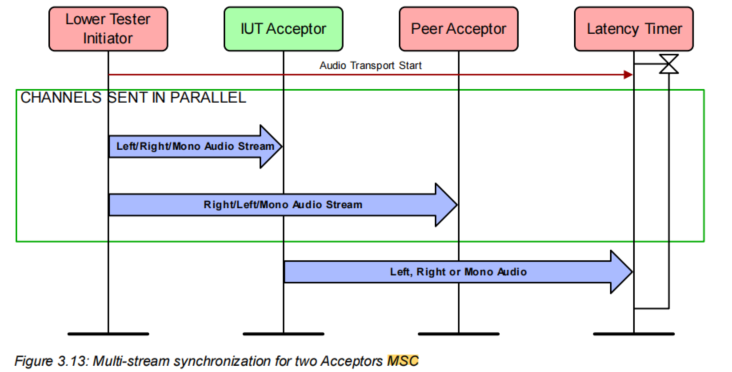 Lower Tester
Initiator
IUT Acceptor
Peer Acceptor
Latency Timer
Audio Transport Start
CHANNELS SENT IN PARALLEL
Left/Right/Mono Audio Stream
Right/Left/Mono Audio Stream
Left, Right or Mono Audio
Figure 3.13: Multi-stream synchronization for two Acceptors MSC